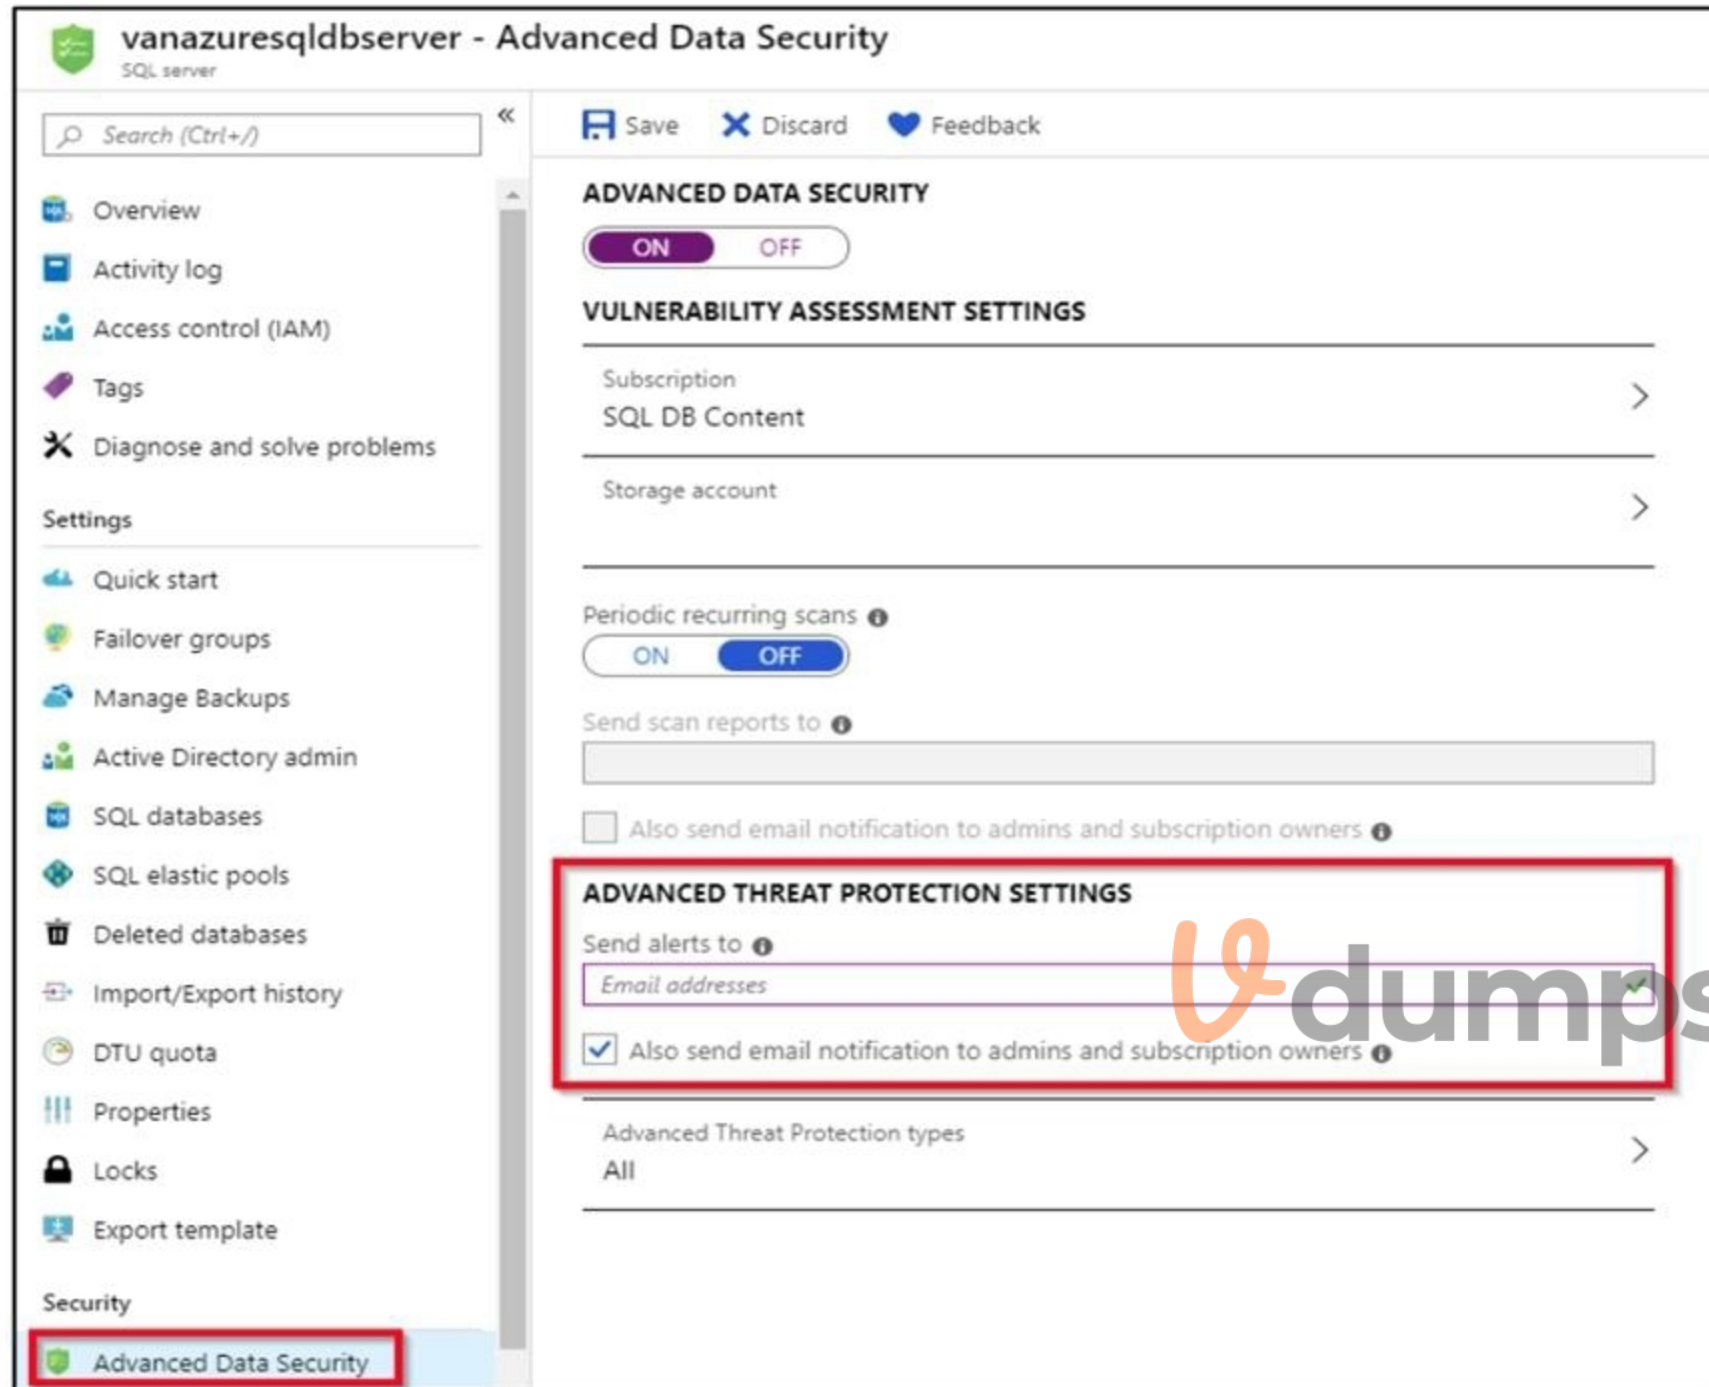 vanazuresqldbserver - Advanced Data Security
SQL server
Search (Ctrl+/)
«
Overview
Activity log
Access control (IAM)
Tags
Diagnose and solve problems
Settings
Quick start
Failover groups
Manage Backups
Active Directory admin
SQL databases
SQL elastic pools
Deleted databases
Import/Export history
DTU quota
Properties
Locks
Export template
Security
Advanced Data Security
Save Discard Feedback
ADVANCED DATA SECURITY
ON OFF
VULNERABILITY ASSESSMENT SETTINGS
Subscription
SQL DB Content
Storage account
Periodic recurring scans
ON OFF
Send scan reports to
Also send email notification to admins and subscription owners
ADVANCED THREAT PROTECTION SETTINGS
Send alerts to
Email addresses
Also send email notification to admins and subscription owners
Advanced Threat Protection types
All
dumps